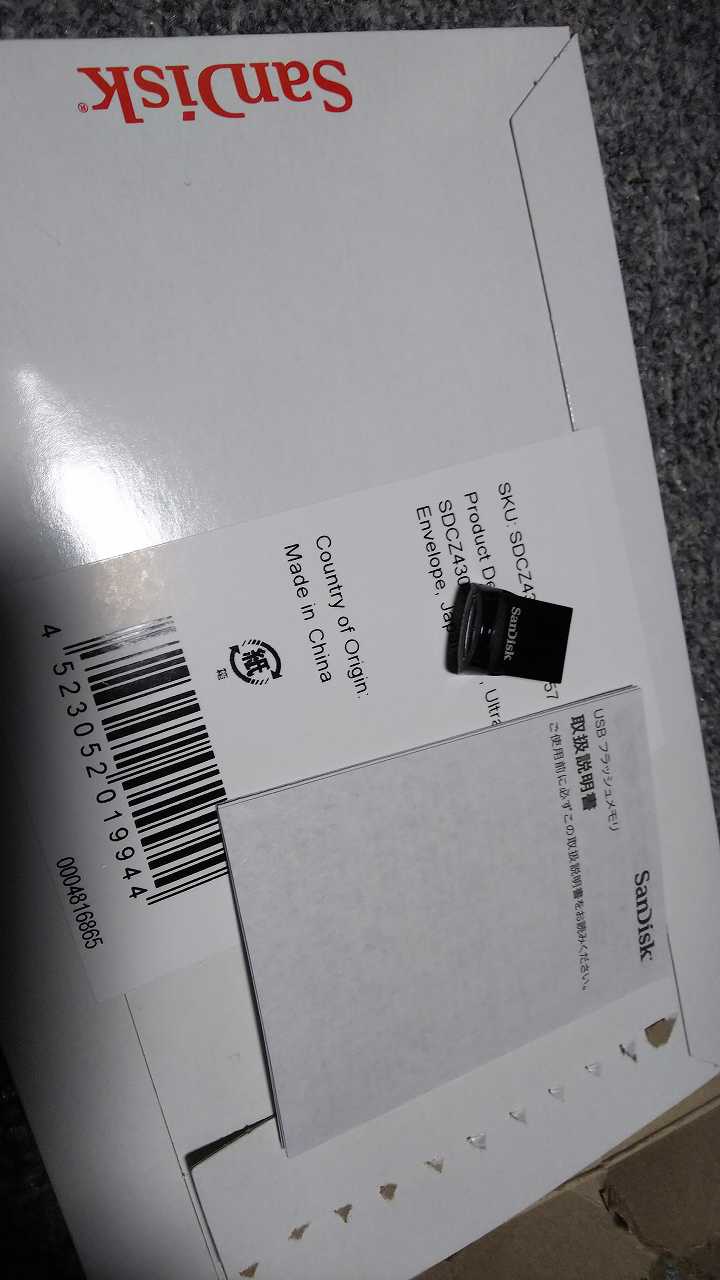 SanDisk®
SKU: SDCZ43
57
Product De
SDCZ430
, Ultra
Envelope, Jap
Country of Origin:
Made in China
紙
箱
4 523052 019944
0004816865
SanDisk
USB フラッシュメモリ
取扱説明書
ご使用前に必ずこの取扱説明書をお読みください。
SanDisk